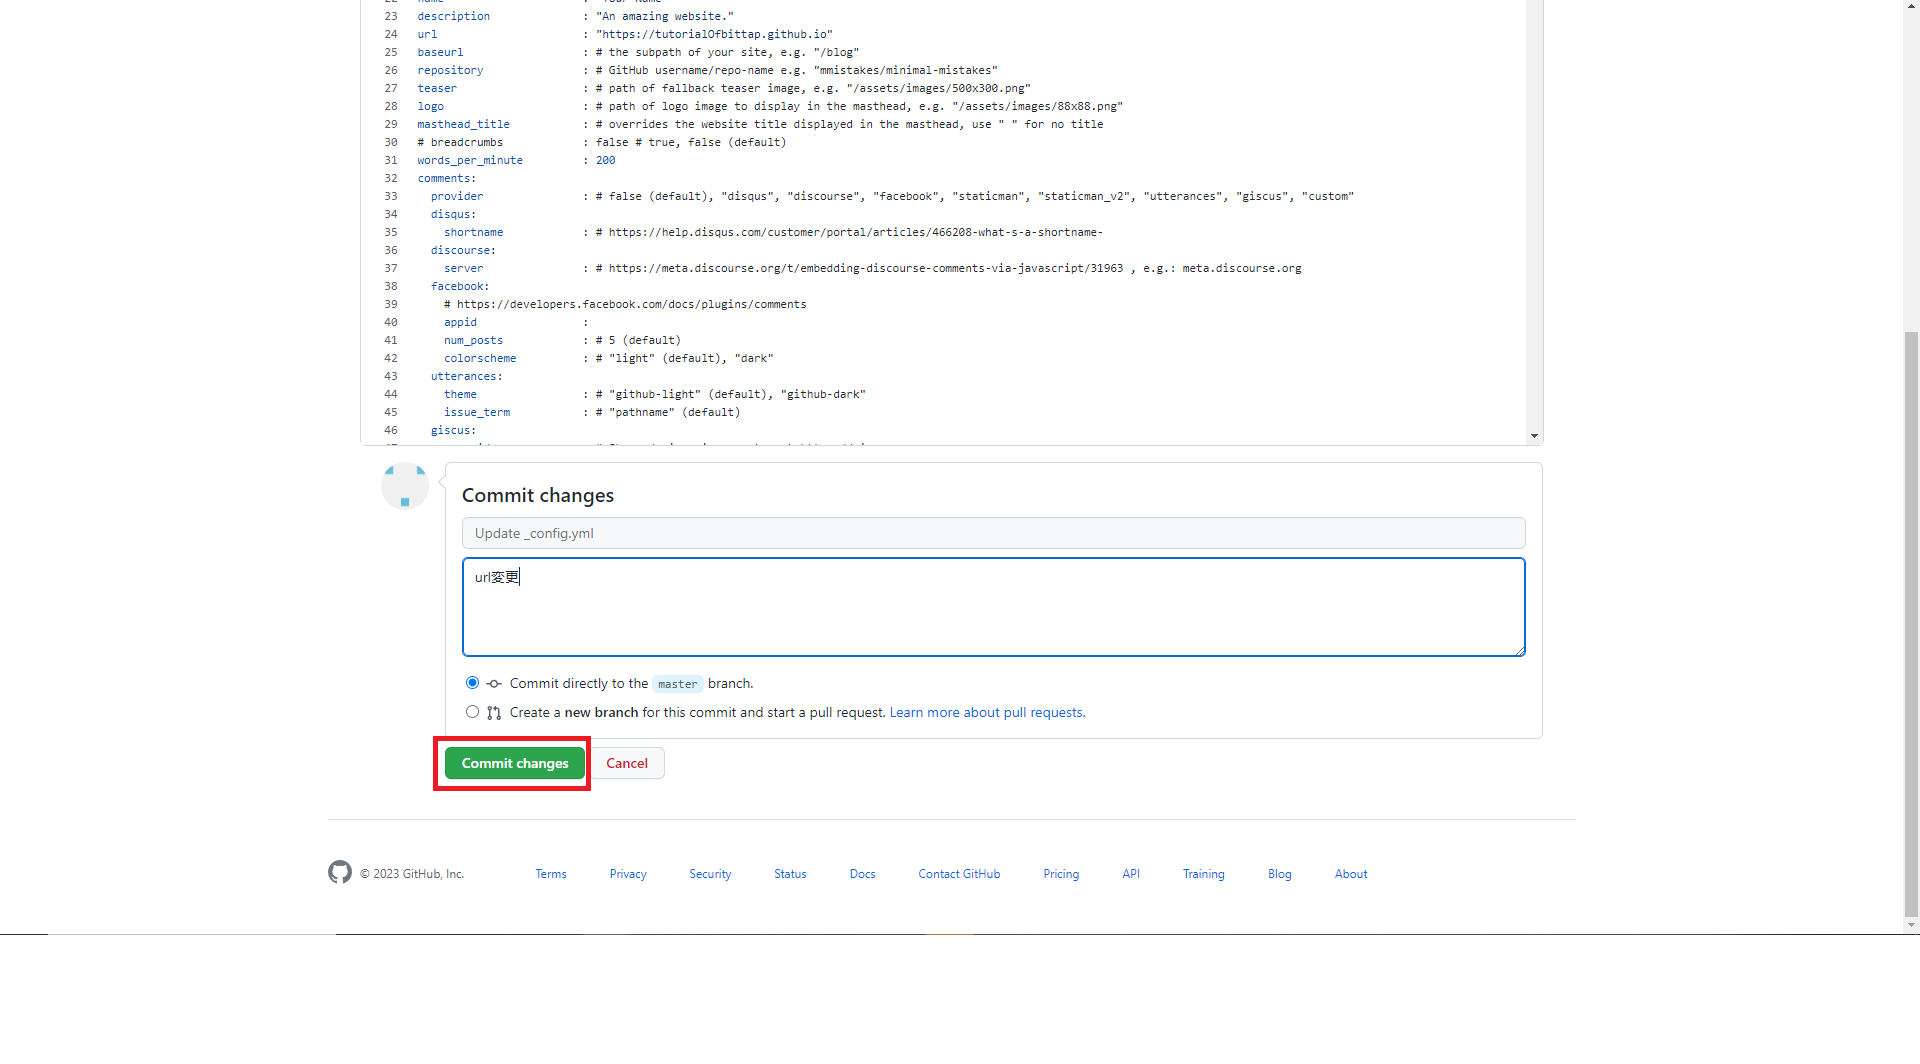 23 description : "An amazing website."
24 url : "https://tutorialOfbittap.github.io"
25 baseurl : # the subpath of your site, e.g. "/blog"
26 repository : # GitHub username/repo-name e.g. "mmistakes/minimal-mistakes"
27 teaser : # path of fallback teaser image, e.g. "/assets/images/500x300.png"
28 logo : # path of logo image to display in the masthead, e.g. "/assets/images/88x88.png"
29 masthead_title : # overrides the website title displayed in the masthead, use " " for no title
30 # breadcrumbs : false # true, false (default)
31 words_per_minute : 200
32 comments:
33 provider : # false (default), "disqus", "discourse", "facebook", "staticman", "staticman_v2", "utterances", "giscus", "custom"
34 disqus:
35 shortname : # https://help.disqus.com/customer/portal/articles/466208-what-s-a-shortname-
36 discourse:
37 server : # https://meta.discourse.org/t/embedding-discourse-comments-via-javascript/31963 , e.g.: meta.discourse.org
38 facebook:
39 # https://developers.facebook.com/docs/plugins/comments
40 appid :
41 num_posts : # 5 (default)
42 colorscheme : # "light" (default), "dark"
43 utterances:
44 theme : # "github-light" (default), "github-dark"
45 issue_term : # "pathname" (default)
46 giscus:
Commit changes
Update _config.yml
url変更
Commit directly to the master branch.
Create a new branch for this commit and start a pull request. Learn more about pull requests.
Commit changes Cancel
© 2023 GitHub, Inc. Terms Privacy Security Status Docs Contact GitHub Pricing API Training Blog About